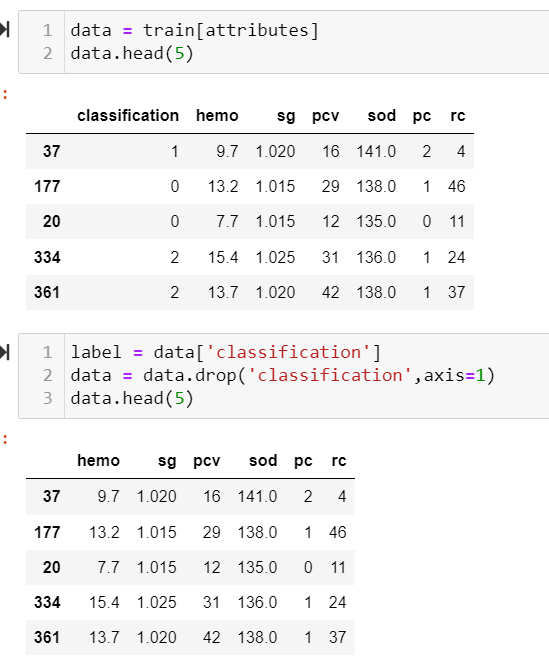 1 data = train[attributes]
2 data.head(5)
:
classification hemo sg pcv sod pc rc
37 1 9.7 1.020 16 141.0 2 4
177 0 13.2 1.015 29 138.0 1 46
20 0 7.7 1.015 12 135.0 0 11
334 2 15.4 1.025 31 136.0 1 24
361 2 13.7 1.020 42 138.0 1 37
1 label = data['classification']
2 data = data.drop('classification',axis=1)
3 data.head(5)
:
hemo sg pcv sod pc rc
37 9.7 1.020 16 141.0 2 4
177 13.2 1.015 29 138.0 1 46
20 7.7 1.015 12 135.0 0 11
334 15.4 1.025 31 136.0 1 24
361 13.7 1.020 42 138.0 1 37